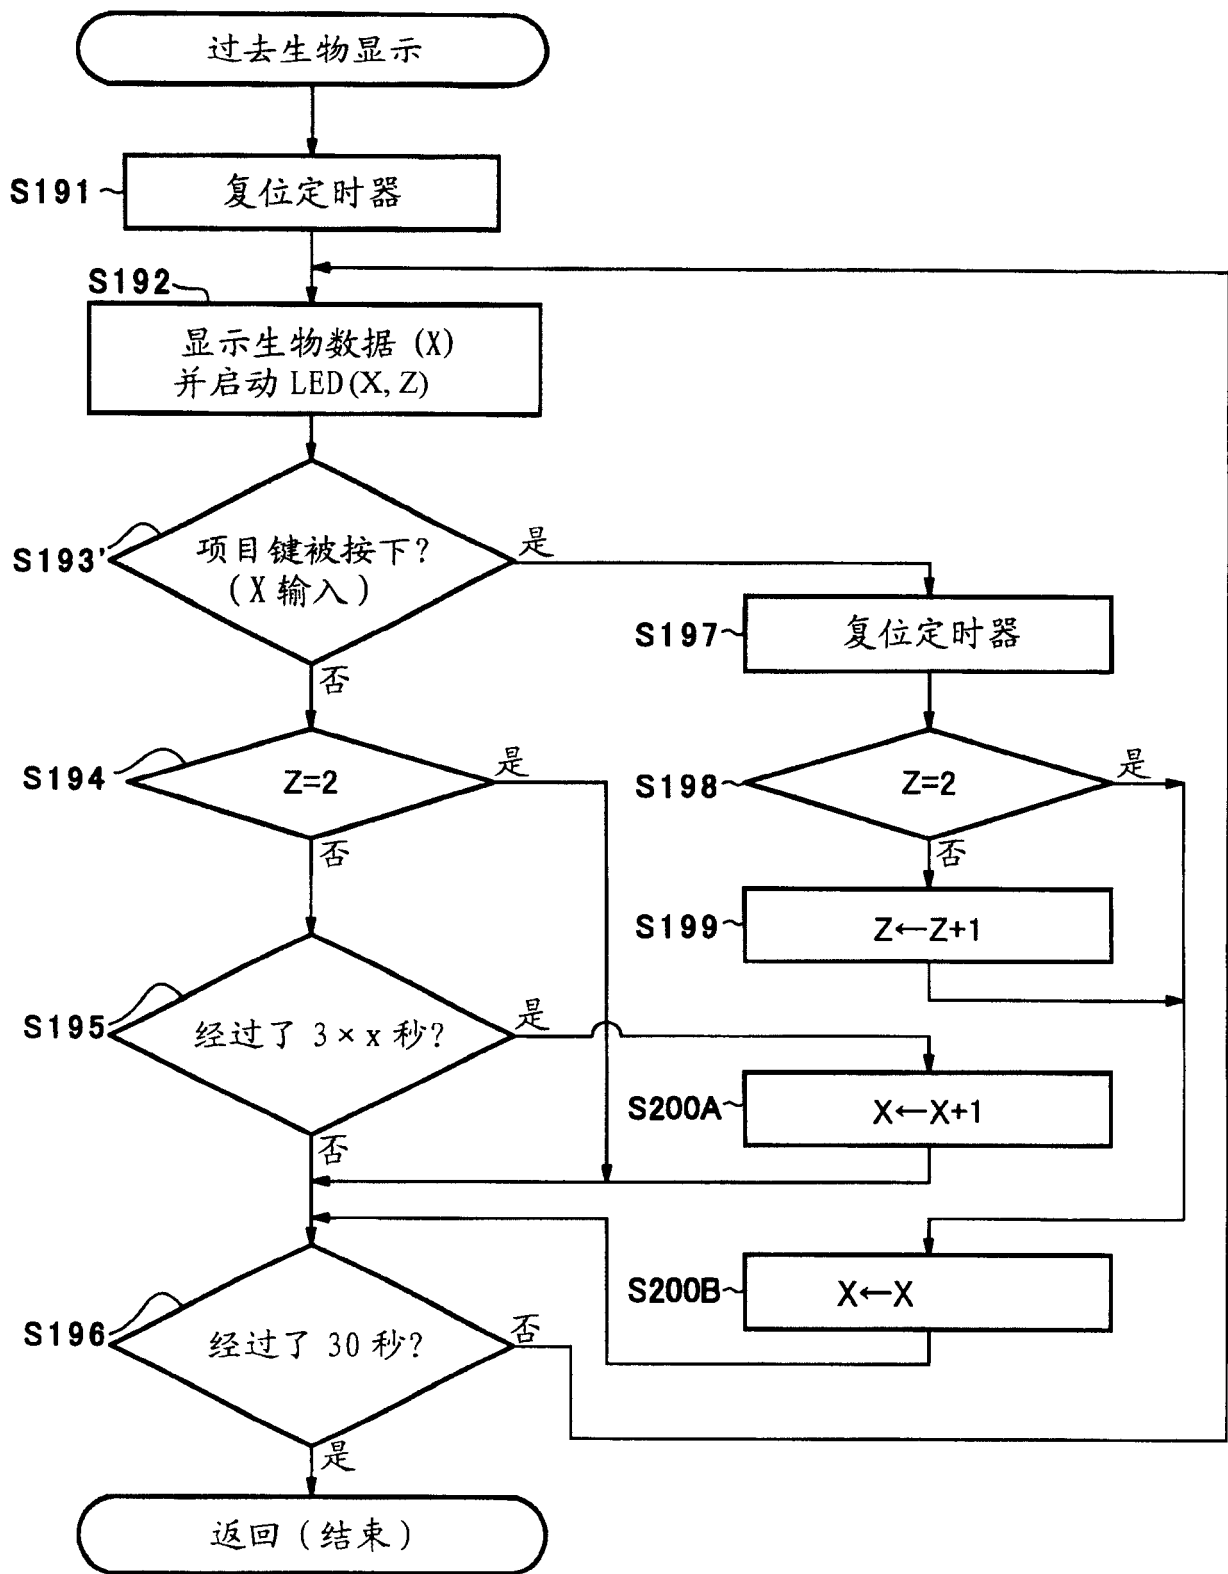 过去生物显示
S191
复位定时器
S192
显示生物数据 (X)
并启动 LED(X, Z)
S193'
项目键被按下?
(X 输入)
是
否
S197
复位定时器
S194
Z=2
是
否
S198
Z=2
是
否
S199
Z←Z+1
S195
经过了 3 × x 秒?
是
否
S200A
X←X+1
S200B
X←X
S196
经过了 30 秒?
否
是
返回 (结束)